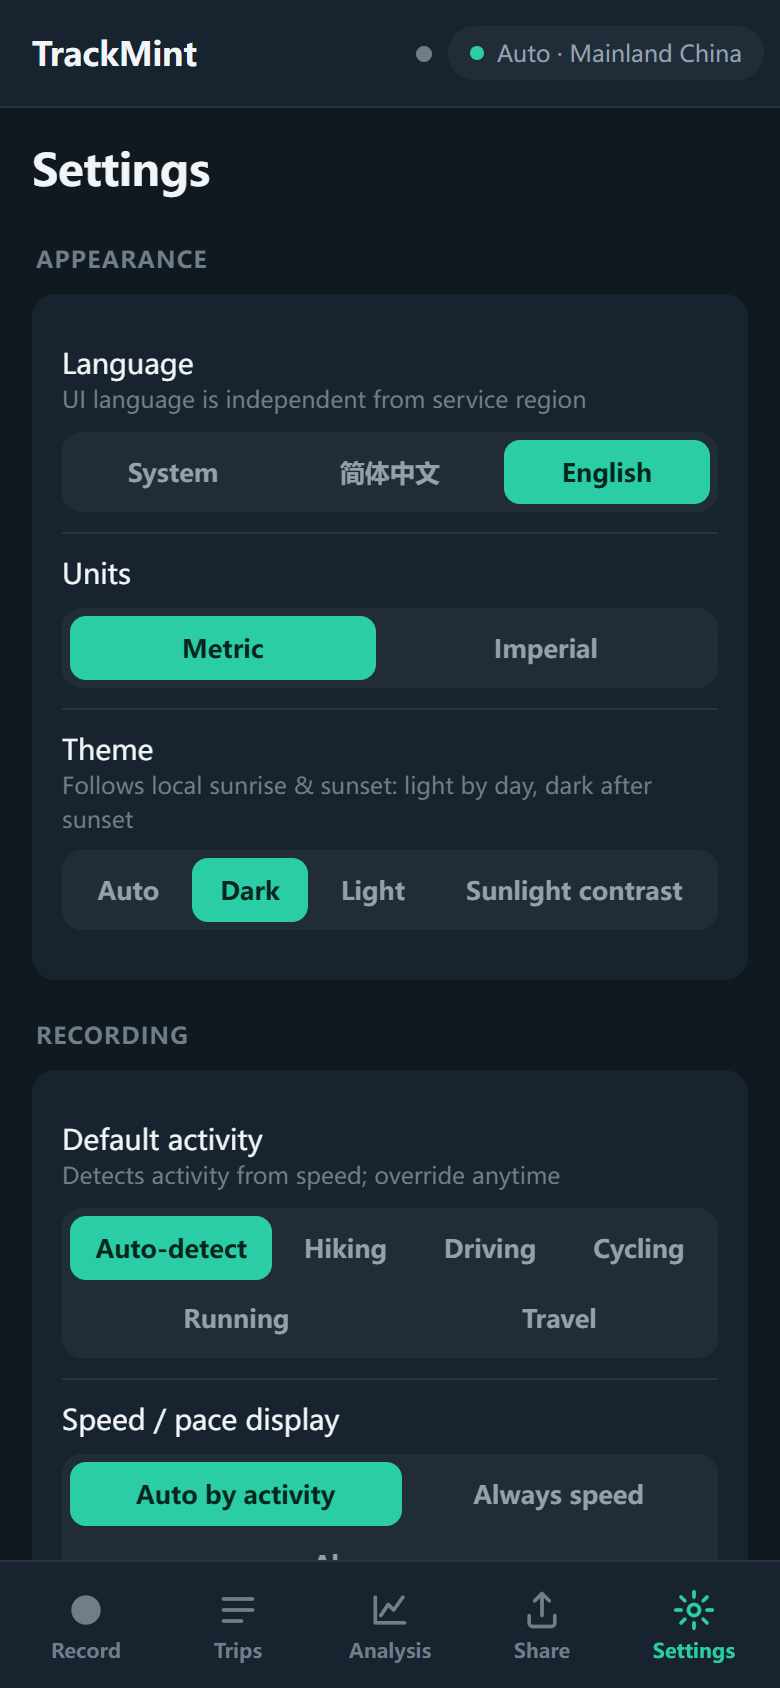 TrackMint
Auto · Mainland China
Settings
APPEARANCE
Language
UI language is independent from service region
System
简体中文
English
Units
Metric
Imperial
Theme
Follows local sunrise & sunset: light by day, dark after
sunset
Auto
Dark
Light
Sunlight contrast
RECORDING
Default activity
Detects activity from speed; override anytime
Auto-detect
Hiking
Driving
Cycling
Running
Travel
Speed / pace display
Auto by activity
Always speed
Record
Trips
Analysis
Share
Settings